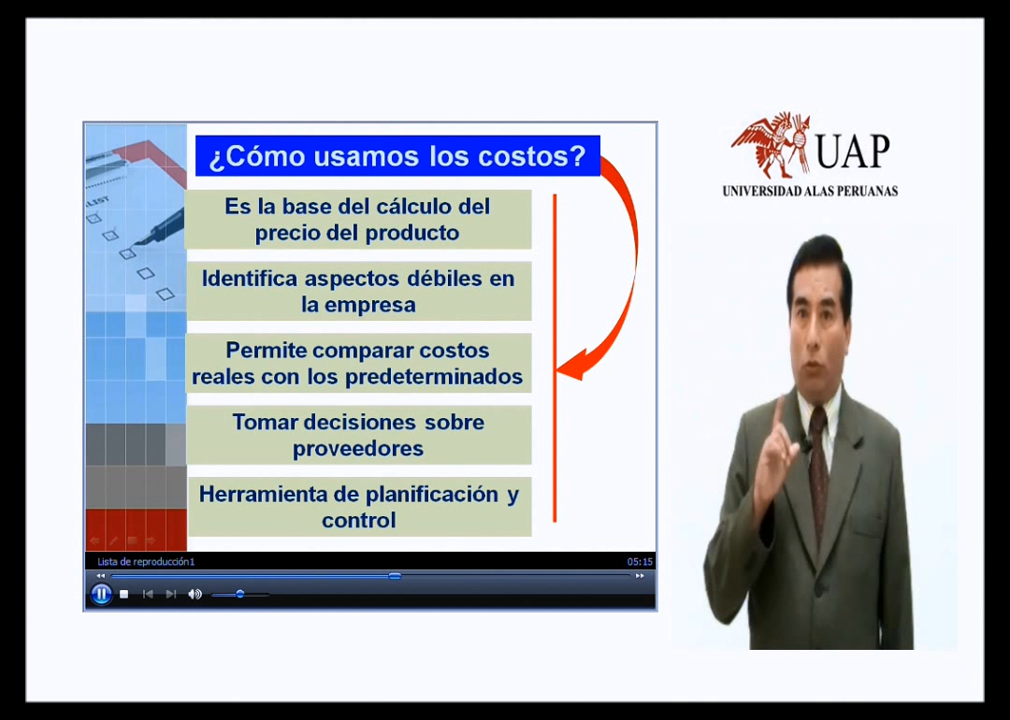 ¿Cómo usamos los costos?
Es la base del cálculo del
precio del producto
Identifica aspectos débiles en
la empresa
Permite comparar costos
reales con los predeterminados
Tomar decisiones sobre
proveedores
Herramienta de planificación y
control
LIST
Lista de reproducción1
05:15
UAP
UNIVERSIDAD ALAS PERUANAS